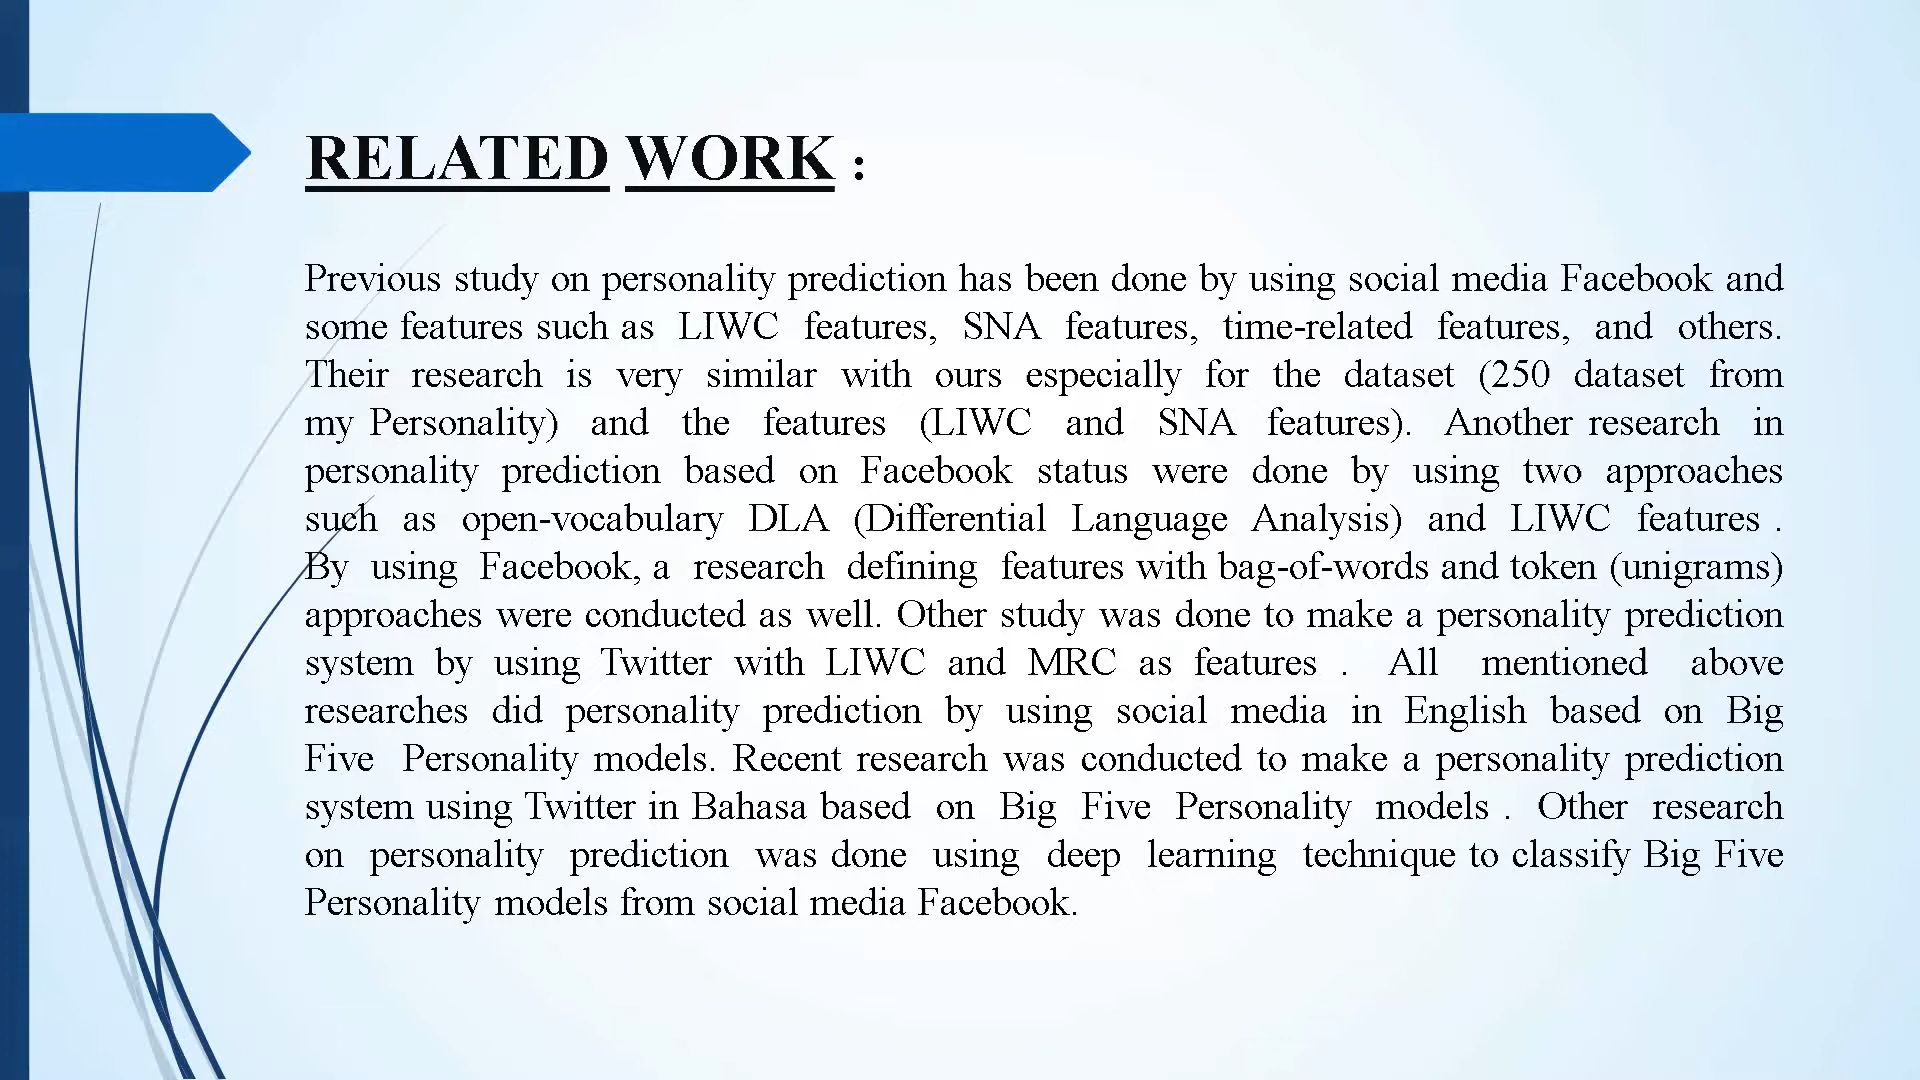 RELATED WORK :
Previous study on personality prediction has been done by using social media Facebook and
some features such as LIWC features, SNA features, time-related features, and others.
Their research is very similar with ours especially for the dataset (250 dataset from
my Personality) and the features (LIWC and SNA features). Another research in
personality prediction based on Facebook status were done by using two approaches
such as open-vocabulary DLA (Differential Language Analysis) and LIWC features .
By using Facebook, a research defining features with bag-of-words and token (unigrams)
approaches were conducted as well. Other study was done to make a personality prediction
system by using Twitter with LIWC and MRC as features . All mentioned above
researches did personality prediction by using social media in English based on Big
Five Personality models. Recent research was conducted to make a personality prediction
system using Twitter in Bahasa based on Big Five Personality models . Other research
on personality prediction was done using deep learning technique to classify Big Five
Personality models from social media Facebook.